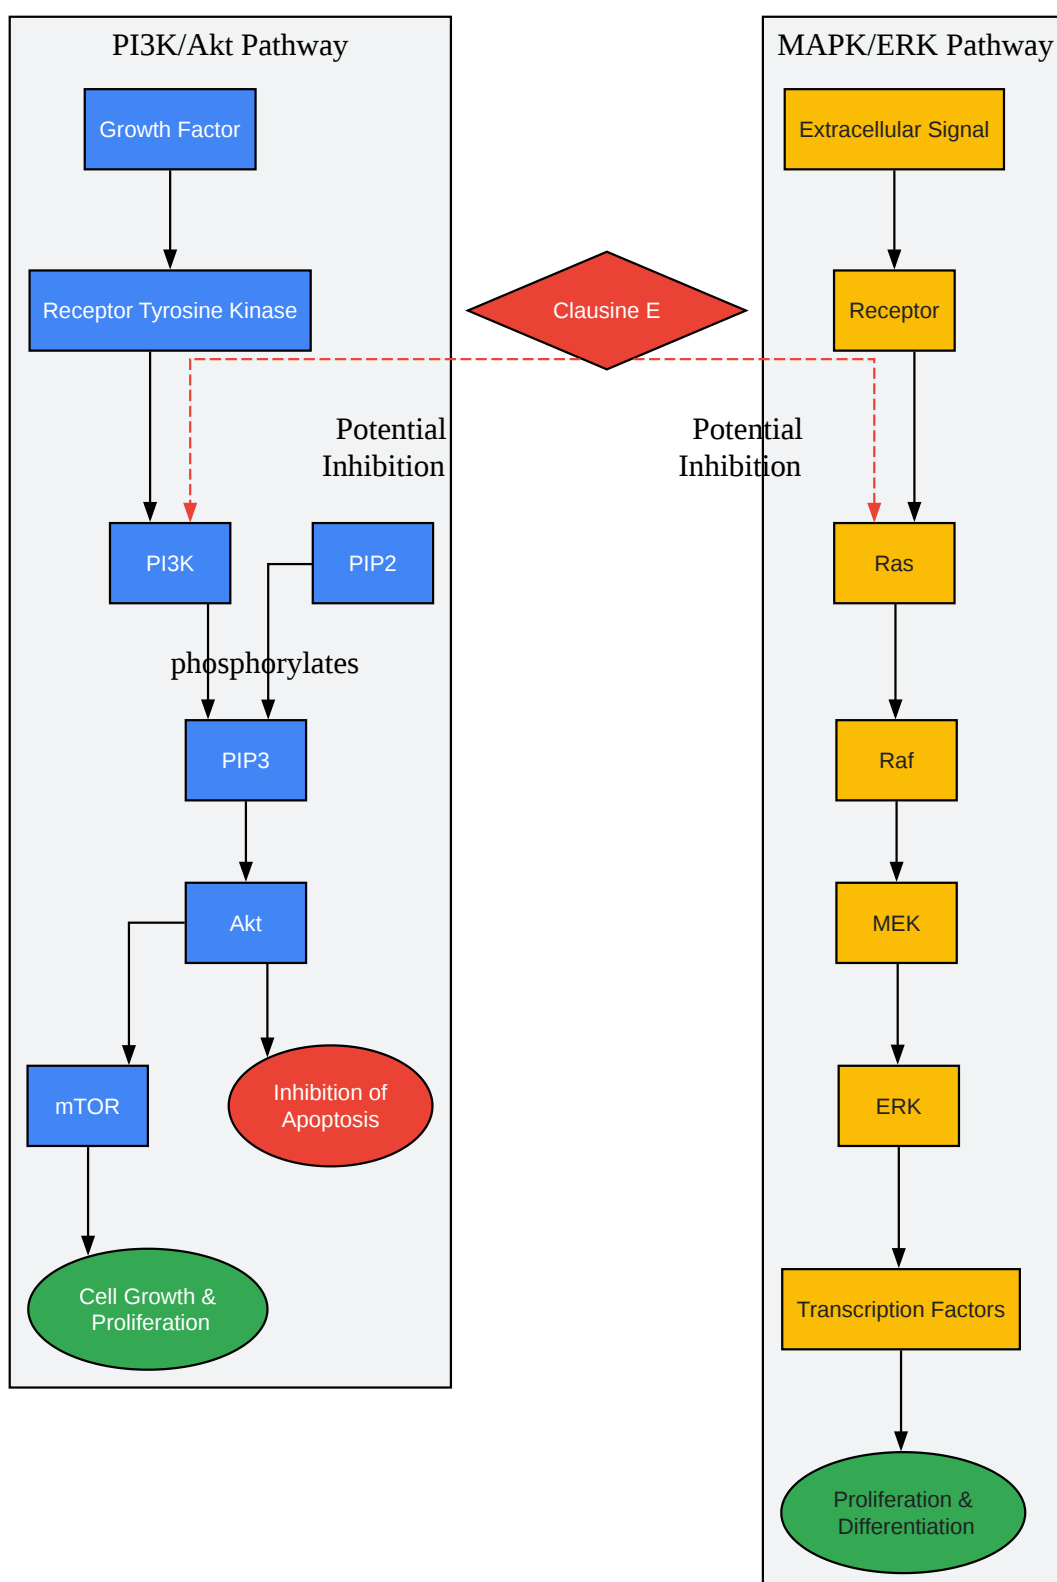 PI3K/Akt Pathway
Growth Factor
Receptor Tyrosine Kinase
Potential
Inhibition
PI3K
PIP2
phosphorylates
PIP3
Akt
mTOR
Inhibition of
Apoptosis
Cell Growth &
Proliferation
Clausine E
MAPK/ERK Pathway
Extracellular Signal
Receptor
Potential
Inhibition
Ras
Raf
MEK
ERK
Transcription Factors
Proliferation &
Differentiation